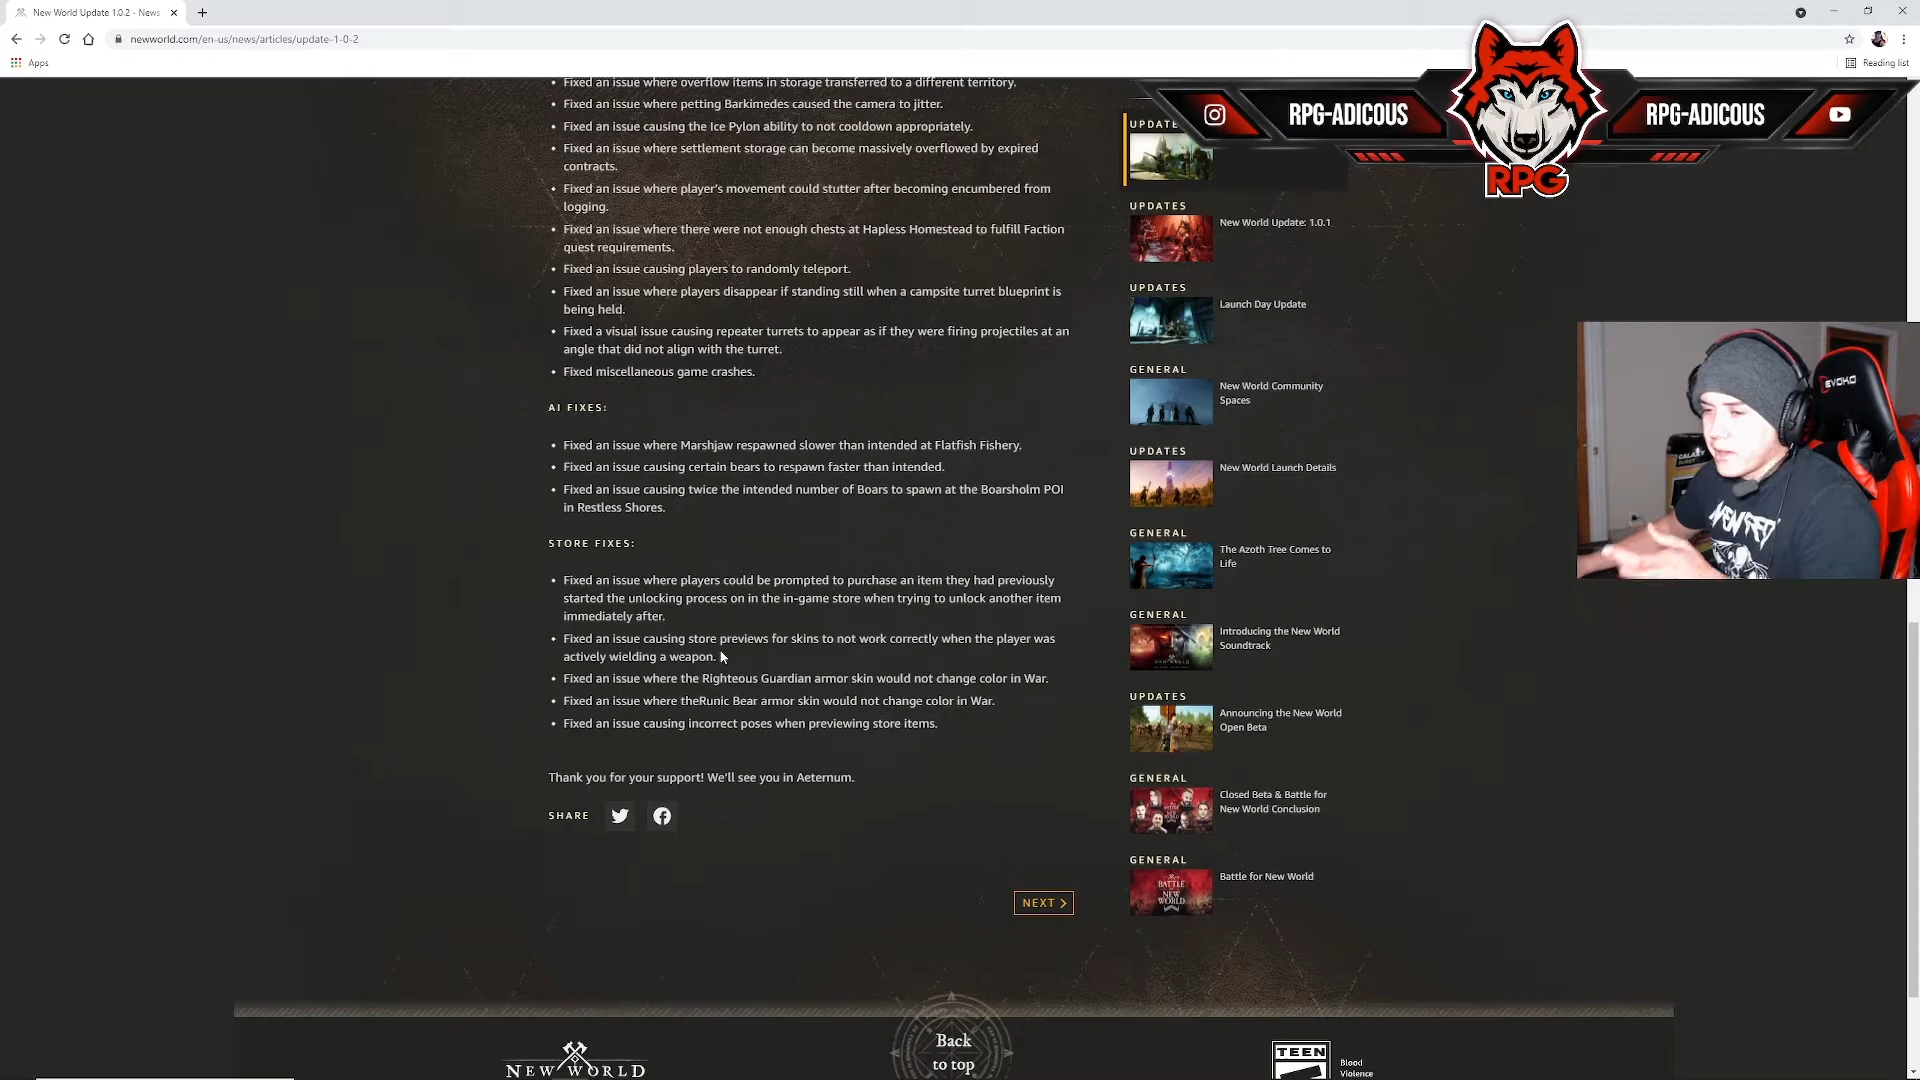 New World Update 1.0.2 - News
newworld.com/en-us/news/articles/update-1-0-2
Apps
Reading list
Fixed an issue where overflow items in storage transferred to a different territory.
Fixed an issue where petting Barkimedes caused the camera to jitter.
Fixed an issue causing the Ice Pylon ability to not cooldown appropriately.
Fixed an issue where settlement storage can become massively overflowed by expired
contracts.
Fixed an issue where player's movement could stutter after becoming encumbered from
logging.
Fixed an issue where there were not enough chests at Hapless Homestead to fulfill Faction
quest requirements.
Fixed an issue causing players to randomly teleport.
Fixed an issue where players disappear if standing still when a campsite turret blueprint is
being held.
Fixed a visual issue causing repeater turrets to appear as if they were firing projectiles at an
angle that did not align with the turret.
Fixed miscellaneous game crashes.
AI FIXES:
Fixed an issue where Marshjaw respawned slower than intended at Flatfish Fishery.
Fixed an issue causing certain bears to respawn faster than intended.
Fixed an issue causing twice the intended number of Boars to spawn at the Boarsholm POI
in Restless Shores.
STORE FIXES:
Fixed an issue where players could be prompted to purchase an item they had previously
started the unlocking process on in the in-game store when trying to unlock another item
immediately after.
Fixed an issue causing store previews for skins to not work correctly when the player was
actively wielding a weapon.
Fixed an issue where the Righteous Guardian armor skin would not change color in War.
Fixed an issue where theRunic Bear armor skin would not change color in War.
Fixed an issue causing incorrect poses when previewing store items.
Thank you for your support! We'll see you in Aeternum.
SHARE
NEXT
UPDATE
UPDATES
New World Update: 1.0.1
UPDATES
Launch Day Update
GENERAL
New World Community
Spaces
UPDATES
New World Launch Details
GENERAL
The Azoth Tree Comes to
Life
GENERAL
Introducing the New World
Soundtrack
UPDATES
Announcing the New World
Open Beta
GENERAL
Closed Beta & Battle for
New World Conclusion
GENERAL
BATTLE
NEW
WORLD
Battle for New World
RPG-ADICOUS
RPG
RPG-ADICOUS
EVOKO
GALAXY
NEW WORLD
Back
to top
TEEN
Blood
Violence